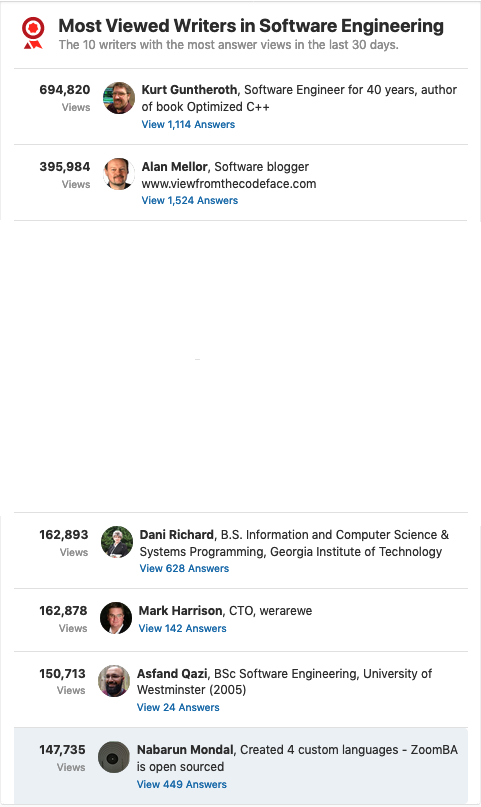 Most Viewed Writers in Software Engineering
The 10 writers with the most answer views in the last 30 days.
694,820
Views
Kurt Guntheroth, Software Engineer for 40 years, author
of book Optimized C++
View 1,114 Answers
395,984
Views
Alan Mellor, Software blogger
www.viewfromthecodeface.com
View 1,524 Answers
162,893
Views
Dani Richard, B.S. Information and Computer Science &
Systems Programming, Georgia Institute of Technology
View 628 Answers
162,878
Views
Mark Harrison, CTO, werarewe
View 142 Answers
150,713
Views
Asfand Qazi, BSc Software Engineering, University of
Westminster (2005)
View 24 Answers
147,735
Views
Nabarun Mondal, Created 4 custom languages - ZoomBA
is open sourced
View 449 Answers